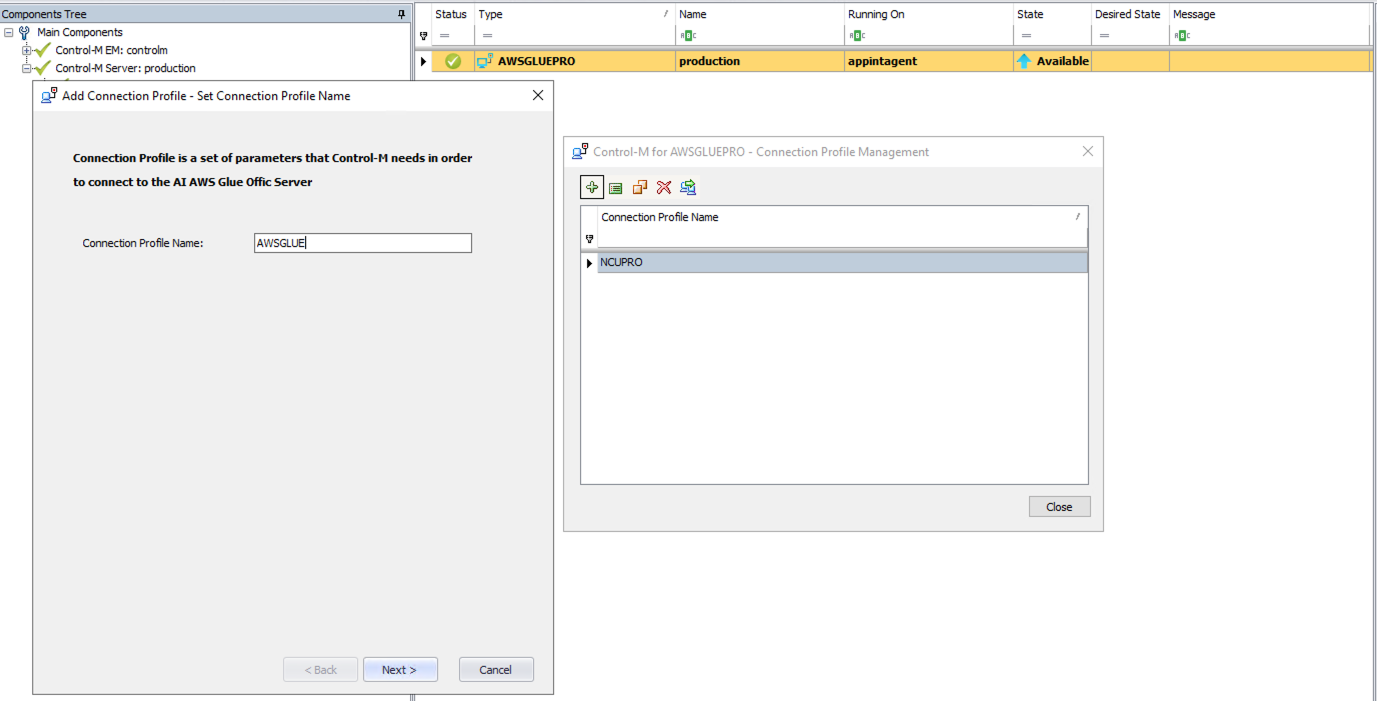 Components Tree
Main Components
Control-M EM: controlm
Control-M Server: production
Status Type Name Running On State Desired State Message
AWSGLUEPRO production appintagent Available
Add Connection Profile - Set Connection Profile Name
Connection Profile is a set of parameters that Control-M needs in order
to connect to the AI AWS Glue Offic Server
Connection Profile Name: AWSGLUE
< Back Next > Cancel
Control-M for AWSGLUEPRO - Connection Profile Management
Connection Profile Name
NCUPRO
Close